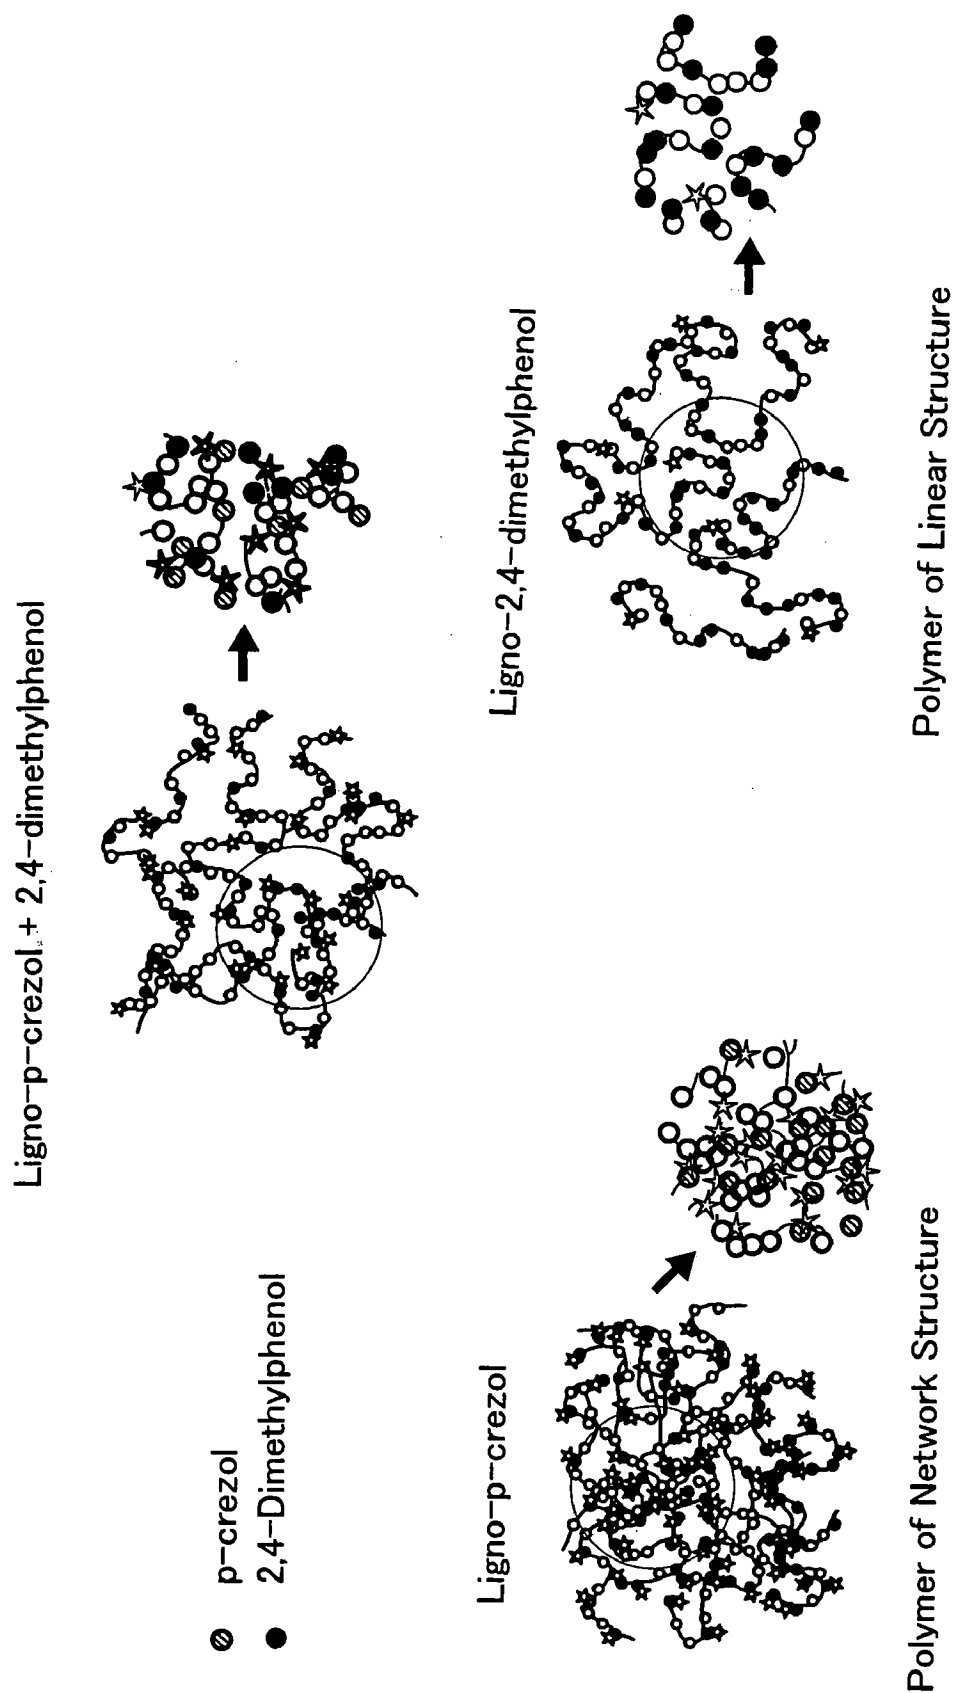 Ligno-p-crezol + 2,4-dimethylphenol
p-crezol
2,4-Dimethylphenol
Ligno-p-crezol
Ligno-2,4-dimethylphenol
Polymer of Network Structure
Polymer of Linear Structure